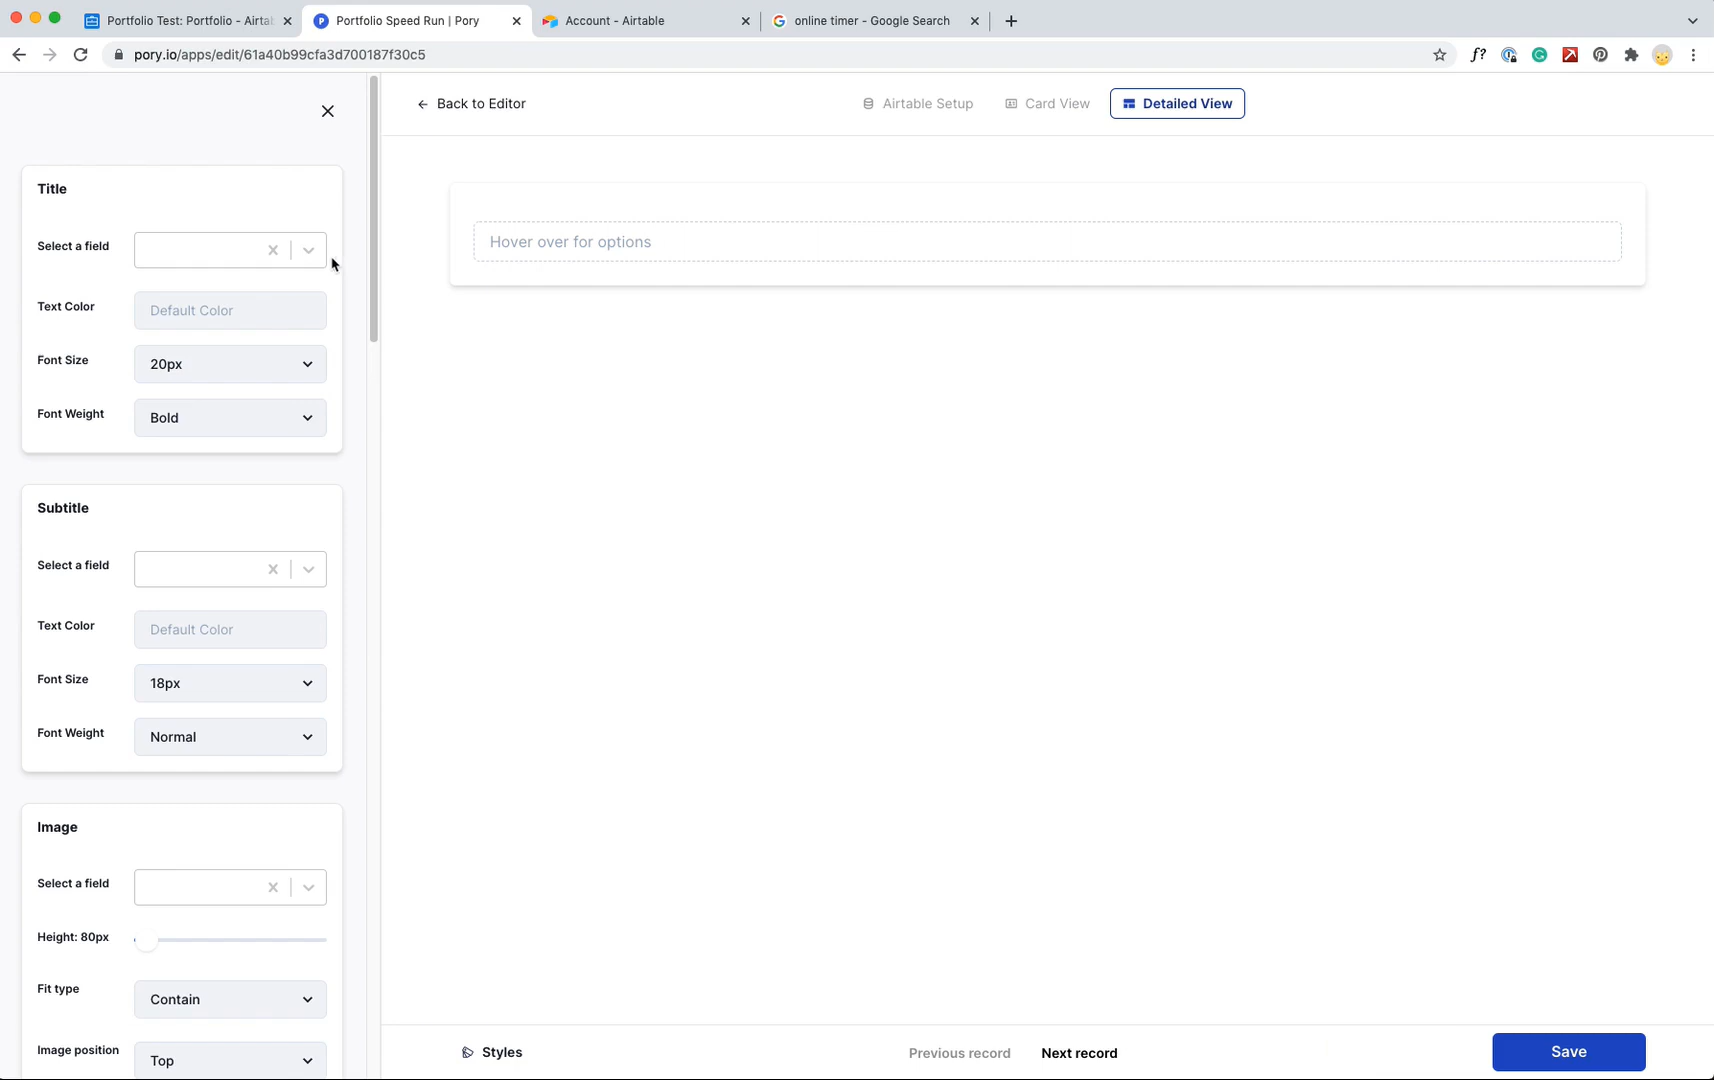 Portfolio Test: Portfolio - Airtab
Portfolio Speed Run | Pory
Account - Airtable
online timer - Google Search
pory.io/apps/edit/61a40b99cfa3d700187f30c5
f?
Back to Editor
Airtable Setup
Card View
Detailed View
Title
Select a field
Text Color
Default Color
Font Size
20px
Font Weight
Bold
Hover over for options
Subtitle
Select a field
Text Color
Default Color
Font Size
18px
Font Weight
Normal
Image
Select a field
Height: 80px
Fit type
Contain
Image position
Top
Styles
Previous record
Next record
Save